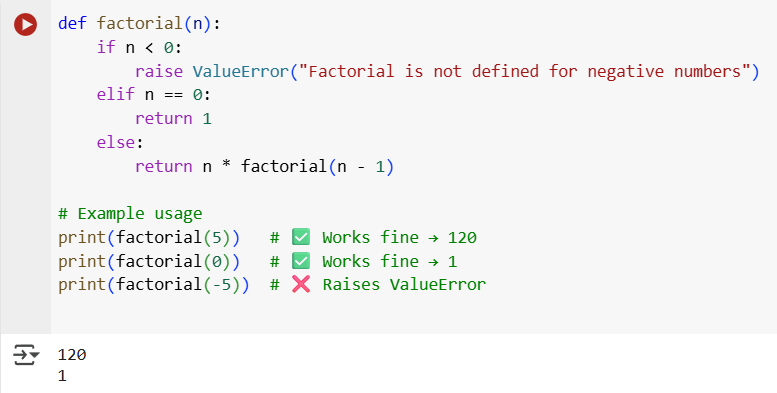 def factorial(n):
    if n < 0:
        raise ValueError("Factorial is not defined for negative numbers")
    elif n == 0:
        return 1
    else:
        return n * factorial(n - 1)

# Example usage
print(factorial(5))   # ✅ Works fine → 120
print(factorial(0))   # ✅ Works fine → 1
print(factorial(-5))  # ❌ Raises ValueError

120
1